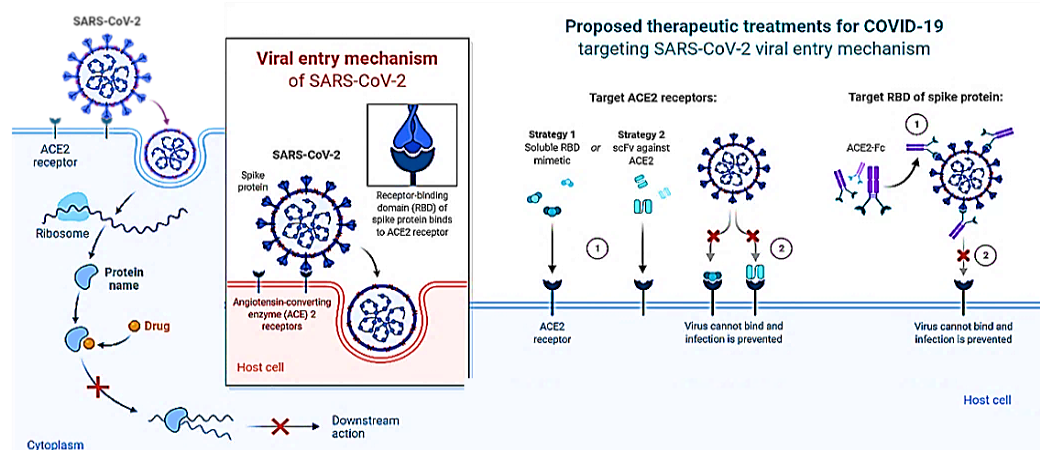 SARS-CoV-2
ACE2
receptor
Ribosome
Protein
name
Drug
Downstream
action
Cytoplasm
Viral entry mechanism
of SARS-CoV-2
SARS-CoV-2
Spike
protein
Receptor-binding
domain (RBD) of
spike protein binds
to ACE2 receptor
Angiotensin-converting
enzyme (ACE) 2
receptors
Host cell
Proposed therapeutic treatments for COVID-19
targeting SARS-CoV-2 viral entry mechanism
Target ACE2 receptors:
Strategy 1
Soluble RBD
mimetic
or
Strategy 2
scFv against
ACE2
1
2
ACE2
receptor
Virus cannot bind and
infection is prevented
Target RBD of spike protein:
ACE2-Fc
1
2
Virus cannot bind and
infection is prevented
Host cell